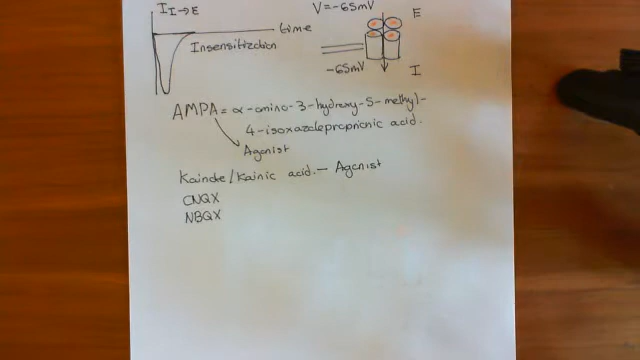 I I→E
time
Insensitization
V=-65mV
E
-65mV
I
AMPA = α-amino-3-hydroxy-5-methyl-
4-isoxazolepropionic acid.
Agonist
Kainate/Kainic acid. — Agonist
CNQX
NBQX